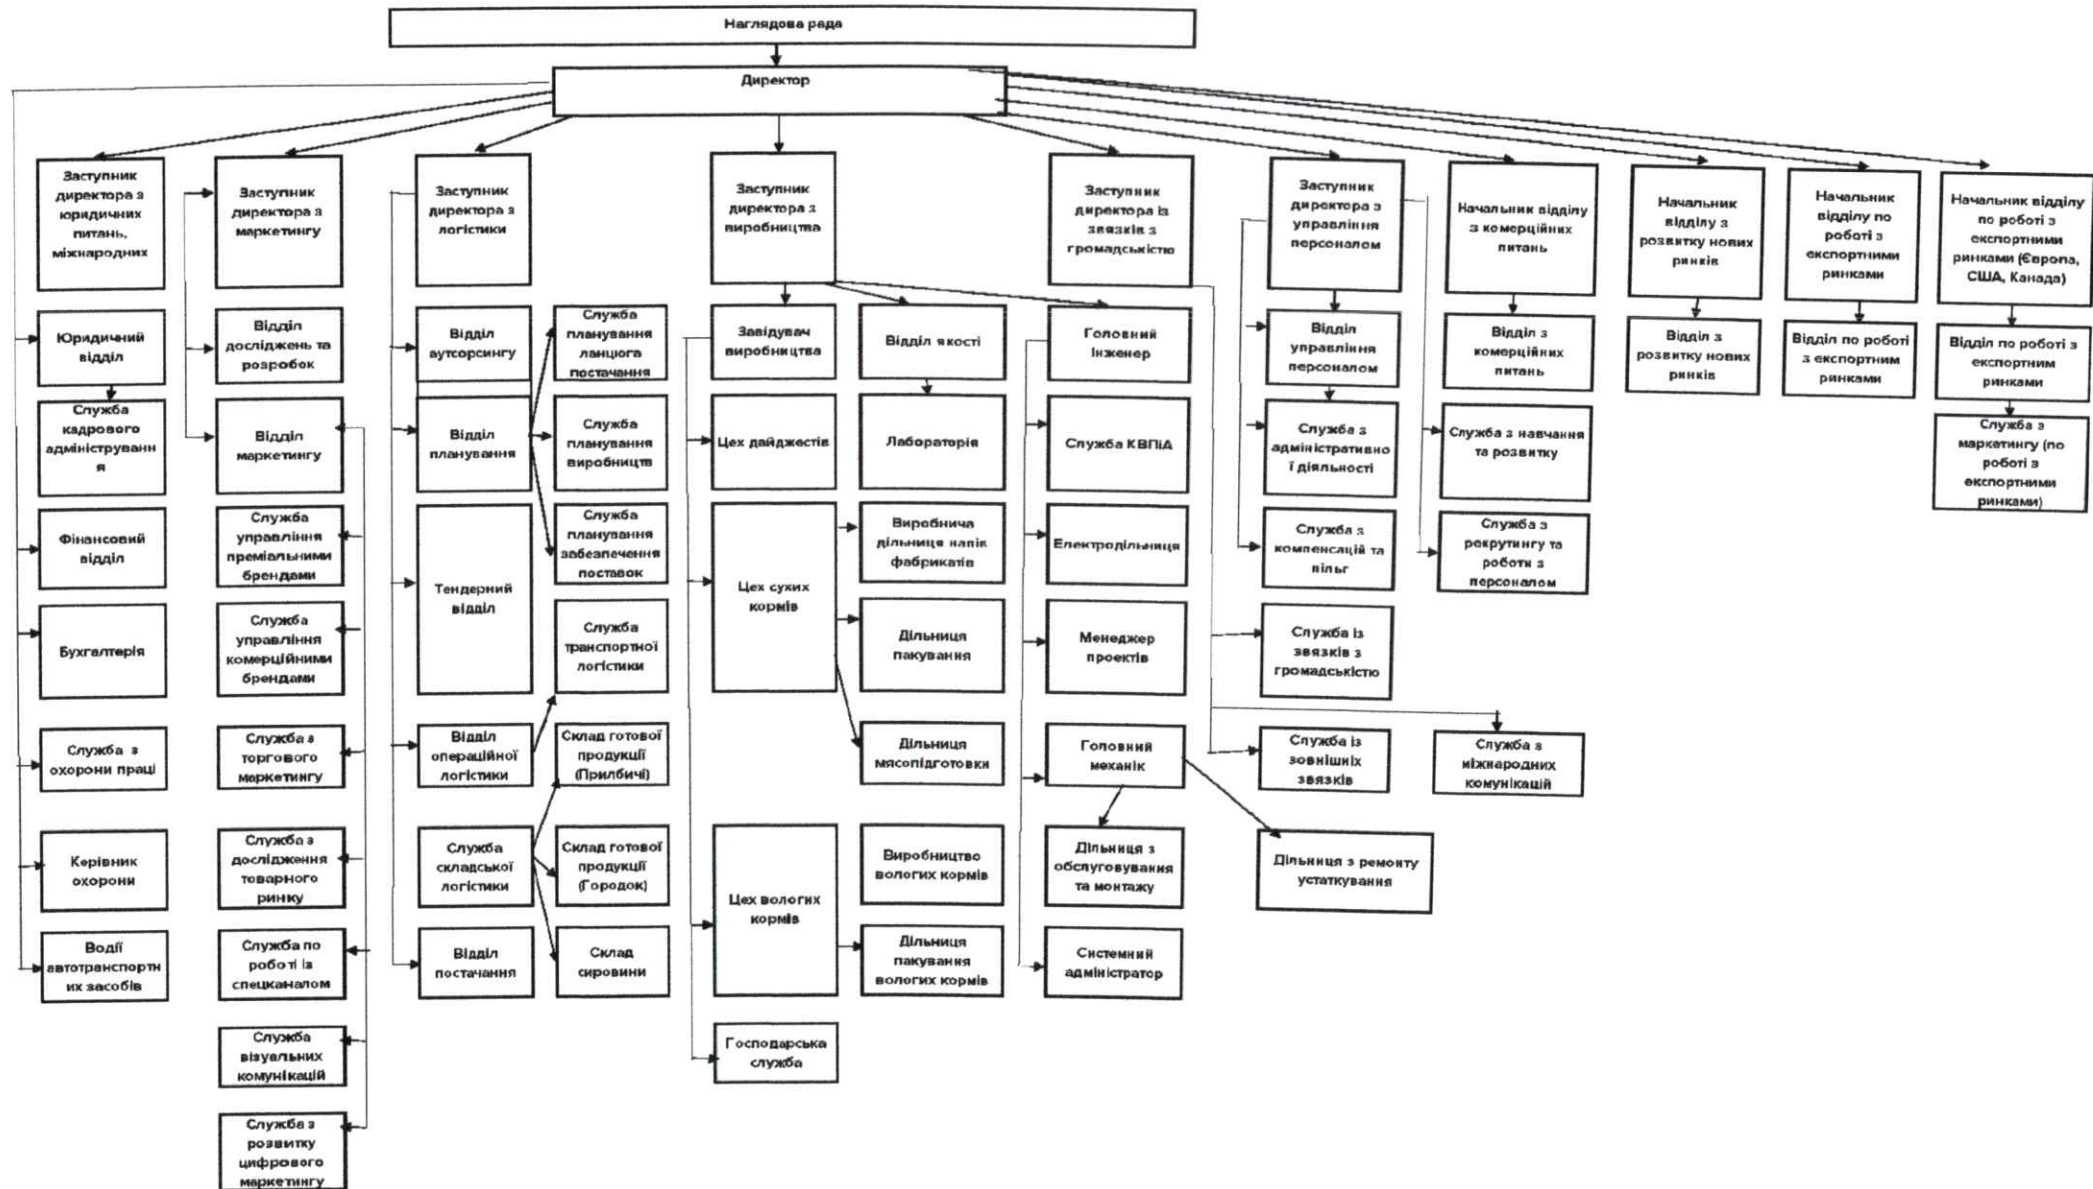 Наглядова рада
Директор
Заступник
директора з
юридичних
питань,
міжнародних
Заступник
директора з
маркетингу
Заступник
директора з
логістики
Заступник
директора з
виробництва
Заступник
директора із
звязків з
громадськістю
Заступник
директора з
управління
персоналом
Начальник відділу
з комерційних
питань
Начальник
відділу з
розвитку нових
ринків
Начальник
відділу по
роботі з
експортними
ринками
Начальник відділу
по роботі з
експортними
ринками (Європа,
США, Канада)
Юридичний
відділ
Відділ
досліджень та
розробок
Відділ
аутсорсингу
Служба
планування
ланцюга
постачання
Завідувач
виробництва
Відділ якості
Головний
Інженер
Відділ
управління
персоналом
Відділ з
комерційних
питань
Відділ з
розвитку нових
ринків
Відділ по роботі
з експортним
ринками
Відділ по роботі з
експортним
ринками
Служба
кадрового
адмініструванн
я
Відділ
маркетингу
Відділ
планування
Служба
планування
виробництв
Цех дайджестів
Лабораторія
Служба КВПіА
Служба з
адміністративно
ї діяльності
Служба з навчання
та розвитку
Служба з
маркетингу (по
роботі з
експортними
ринками)
Фінансовий
відділ
Служба
управління
преміальними
брендами
Тендерний
відділ
Служба
планування
забезпечення
поставок
Цех сухих
кормів
Виробнича
дільниця напів
фабрикатів
Електродільниця
Служба з
компенсацій та
пільг
Служба з
рекрутингу та
роботи з
персоналом
Бухгалтерія
Служба
управління
комерційними
брендами
Служба
транспортної
логістики
Дільниця
пакування
Менеджер
проектів
Служба із
звязків з
громадськістю
Служба з
охорони праці
Служба з
торгового
маркетингу
Відділ
операційної
логістики
Склад готової
продукції
(Прилбичі)
Дільниця
мясопідготовки
Головний
механік
Служба із
зовнішніх
звязків
Служба з
міжнародних
комунікацій
Керівник
охорони
Служба з
дослідження
товарного
ринку
Служба
складської
логістики
Склад готової
продукції
(Городок)
Цех вологих
кормів
Виробництво
вологих кормів
Дільниця з
обслуговування
та монтажу
Дільниця з ремонту
устаткування
Водії
автотранспортн
их засобів
Служба по
роботі із
спецканалом
Відділ
постачання
Склад
сировини
Дільниця
пакування
вологих кормів
Системний
адміністратор
Служба
візуальних
комунікацій
Господарська
служба
Служба з
розвитку
цифрового
маркетингу